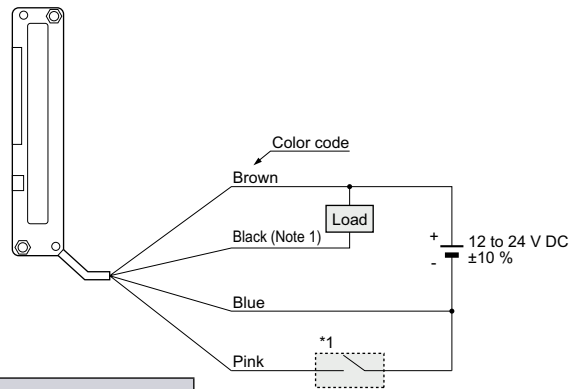 Color code
Brown
Load
Black (Note 1)
+
-
12 to 24 V DC
±10 %
Blue
*1
Pink